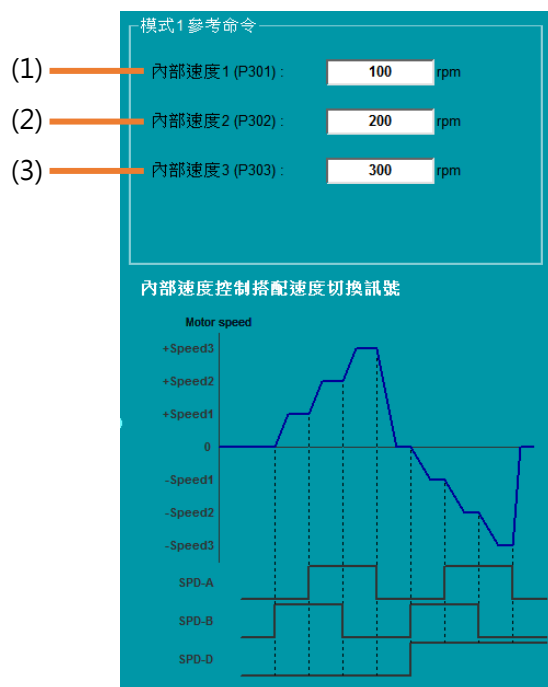 模式1參考命令
(1) 內部速度1 (P301) : 100 rpm
(2) 內部速度2 (P302) : 200 rpm
(3) 內部速度3 (P303) : 300 rpm
內部速度控制搭配速度切換訊號
Motor speed
+Speed3
+Speed2
+Speed1
0
-Speed1
-Speed2
-Speed3
SPD-A
SPD-B
SPD-D